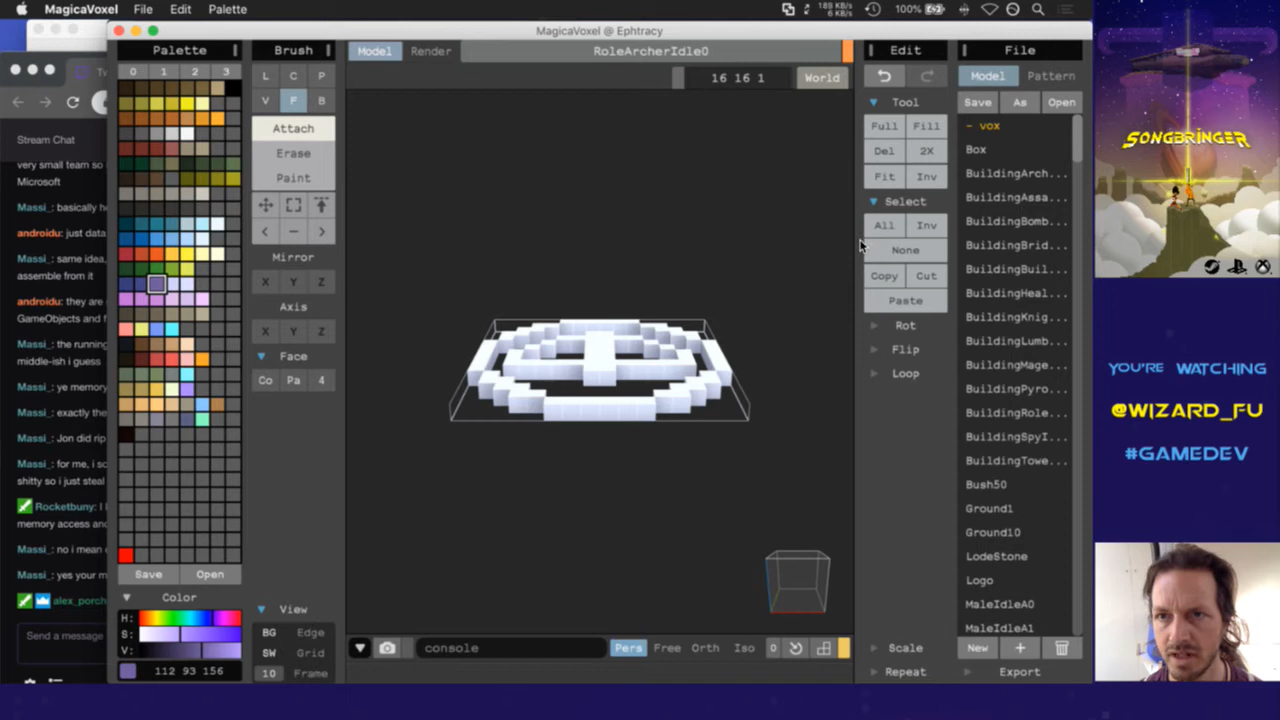 MagicaVoxel File Edit Palette
188 KB/s
6 KB/s
100%
MagicaVoxel @ Ephtracy
Palette
Brush
Model Render
RoleArcherIdle0
Edit
File
0 1 2 3
L C P
V F B
Attach
Erase
Paint
Mirror
X Y Z
Axis
X Y Z
Face
Co Pa 4
View
BG Edge
SW Grid
10 Frame
16 16 1
World
Tool
Full Fill
Del 2X
Fit Inv
Select
All Inv
None
Copy Cut
Paste
Rot
Flip
Loop
Scale
Repeat
Model Pattern
Save As Open
- vox
Box
BuildingArch...
BuildingAssa...
BuildingBomb...
BuildingBrid...
BuildingBuil...
BuildingHeal...
BuildingKnig...
BuildingLumb...
BuildingMage...
BuildingPyro...
BuildingRole...
BuildingSpyI...
BuildingTowe...
Bush50
Ground1
Ground10
LodeStone
Logo
MaleIdleA0
MaleIdleA1
New +
Export
Save Open
Color
H:
S:
V:
112 93 156
console
Pers Free Orth Iso 0
Stream Chat
very small team so
Microsoft
Massi_: basically he
androidu: just data
Massi_: same idea,
assemble from it
androidu: they are
GameObjects and f
Massi_: the running
middle-ish i guess
Massi_: ye memory
Massi_: exactly the
Massi_: Jon did rip
Massi_: for me, i sc
shitty so i just steal
Rocketbuny: I
memory access and
Massi_: no i mean
Massi_: yes your m
alex_porch
Send a message
SONGBRINGER
YOU'RE WATCHING
@WIZARD_FU
#GAMEDEV